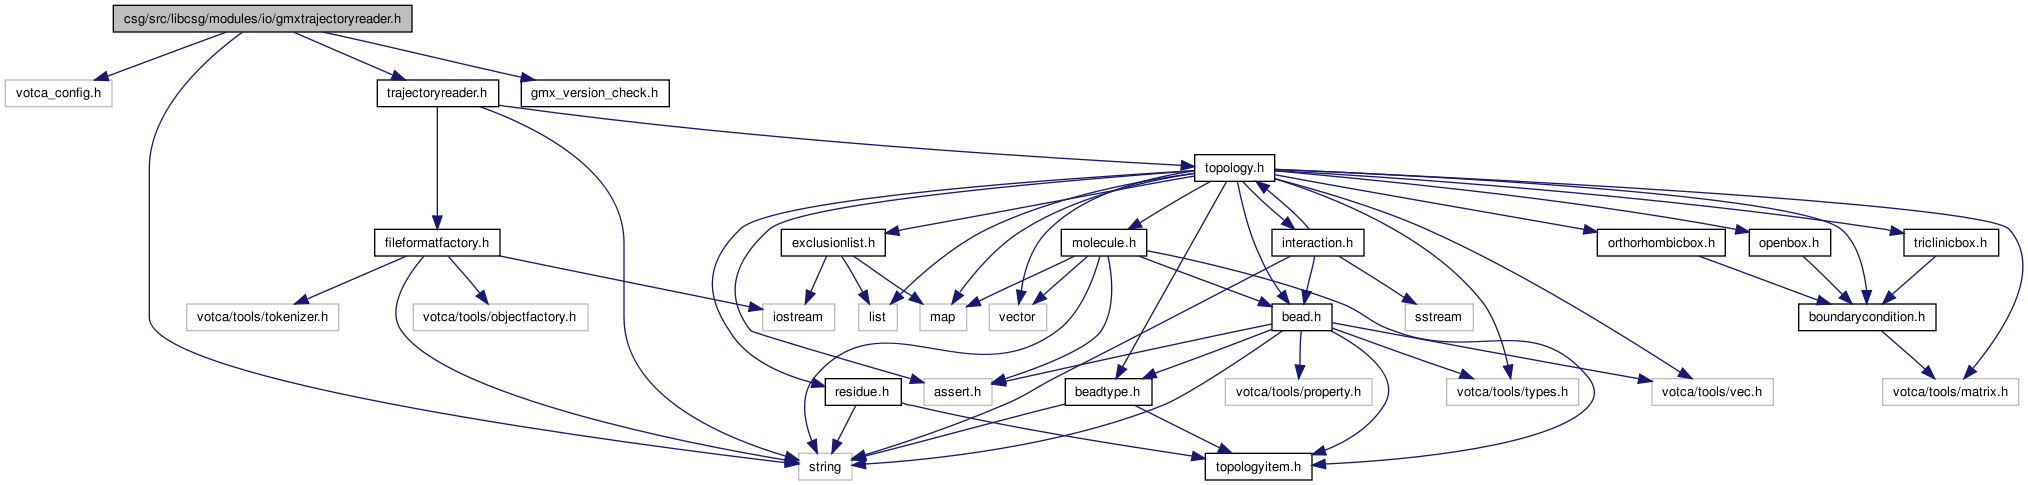 csg/src/libcsg/modules/io/gmxtrajectoryreader.h
votca_config.h
trajectoryreader.h
gmx_version_check.h
topology.h
fileformatfactory.h
exclusionlist.h
molecule.h
interaction.h
orthorhombicbox.h
openbox.h
triclinicbox.h
votca/tools/tokenizer.h
votca/tools/objectfactory.h
iostream
list
map
vector
bead.h
sstream
boundarycondition.h
residue.h
assert.h
beadtype.h
votca/tools/property.h
votca/tools/types.h
votca/tools/vec.h
votca/tools/matrix.h
string
topologyitem.h